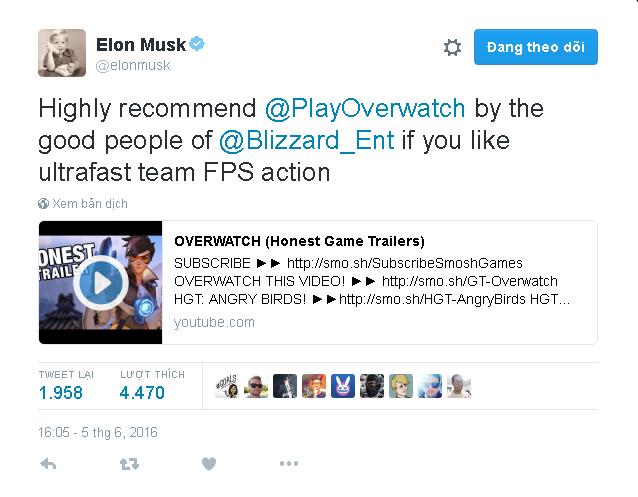 Elon Musk
@elonmusk
Đang theo dõi
Highly recommend @PlayOverwatch by the
good people of @Blizzard_Ent if you like
ultrafast team FPS action
Xem bản dịch
ONEST
TRAILE
OVERWATCH (Honest Game Trailers)
SUBSCRIBE ►► http://smo.sh/SubscribeSmoshGames
OVERWATCH THIS VIDEO! ►► http://smo.sh/GT-Overwatch
HGT: ANGRY BIRDS! ►►http://smo.sh/HGT-AngryBirds HGT...
youtube.com
TWEET LẠI
LƯỢT THÍCH
1.958
4.470
#GOALS
16:05 - 5 thg 6, 2016